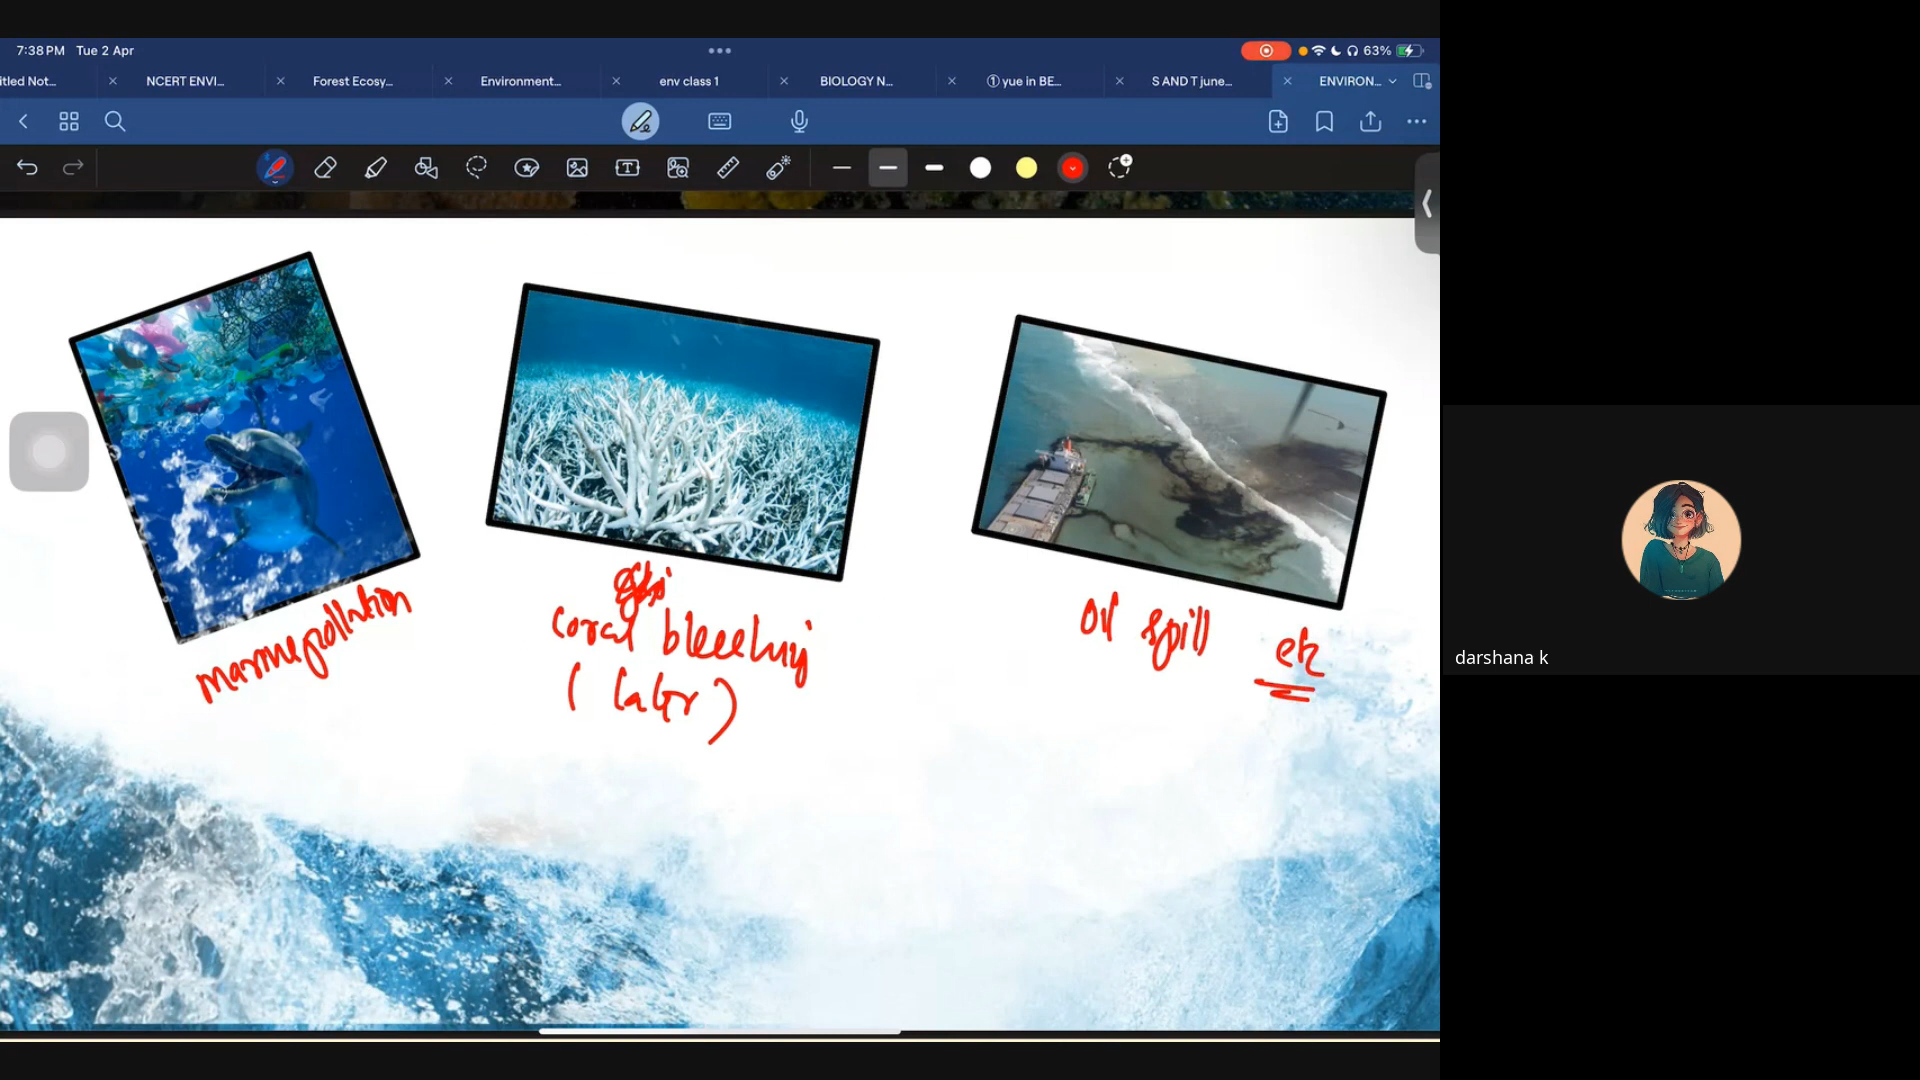 7:38 PM Tue 2 Apr
63%
itled Not...
NCERT ENVI...
Forest Ecosy...
Environment...
env class 1
BIOLOGY N...
① yue in BE...
S AND T june...
ENVIRON...
marine pollution
coral bleeching
(later)
oil spill
etc
darshana k